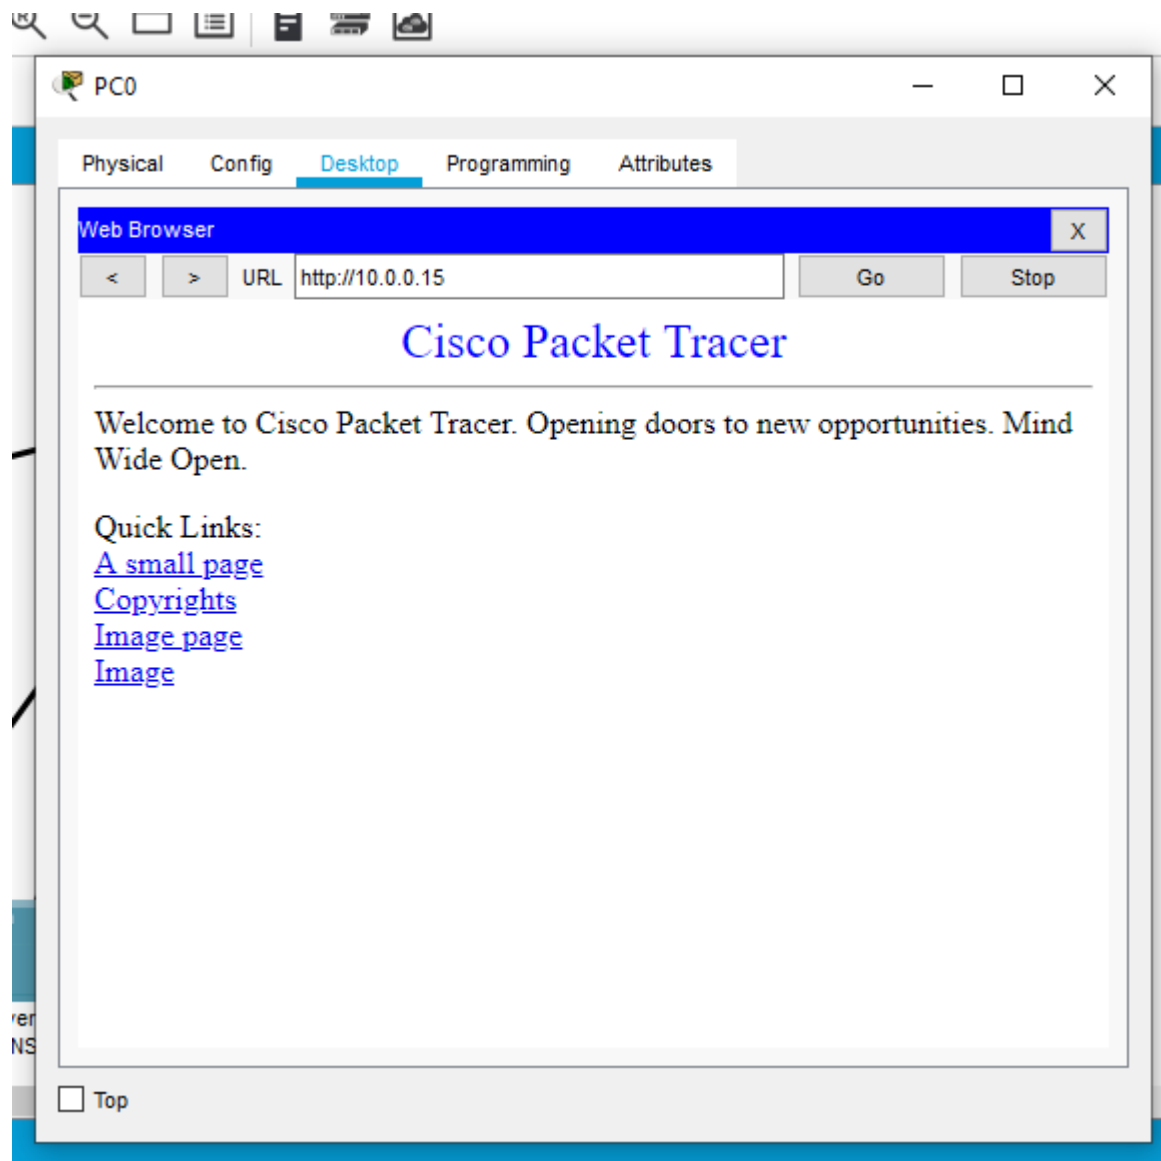 PC0
Physical Config Desktop Programming Attributes
Web Browser X
< > URL http://10.0.0.15 Go Stop
Cisco Packet Tracer
Welcome to Cisco Packet Tracer. Opening doors to new opportunities. Mind
Wide Open.
Quick Links:
A small page
Copyrights
Image page
Image
Top